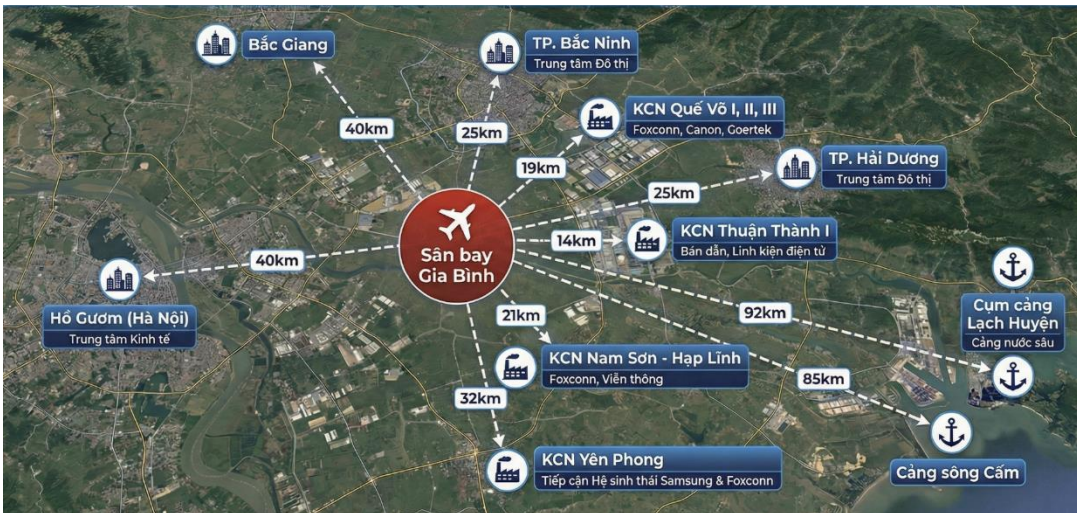 Bắc Giang
TP. Bắc Ninh
Trung tâm Đô thị
KCN Quế Võ I, II, III
Foxconn, Canon, Goertek
40km
25km
19km
TP. Hải Dương
Trung tâm Đô thị
25km
KCN Thuận Thành I
Bán dẫn, Linh kiện điện tử
14km
Sân bay
Gia Bình
40km
Hồ Gươm (Hà Nội)
Trung tâm Kinh tế
Cụm cảng
Lạch Huyện
Cảng nước sâu
92km
21km
KCN Nam Sơn - Hạp Lĩnh
Foxconn, Viễn thông
85km
32km
KCN Yên Phong
Tiếp cận Hệ sinh thái Samsung & Foxconn
Cảng sông Cấm